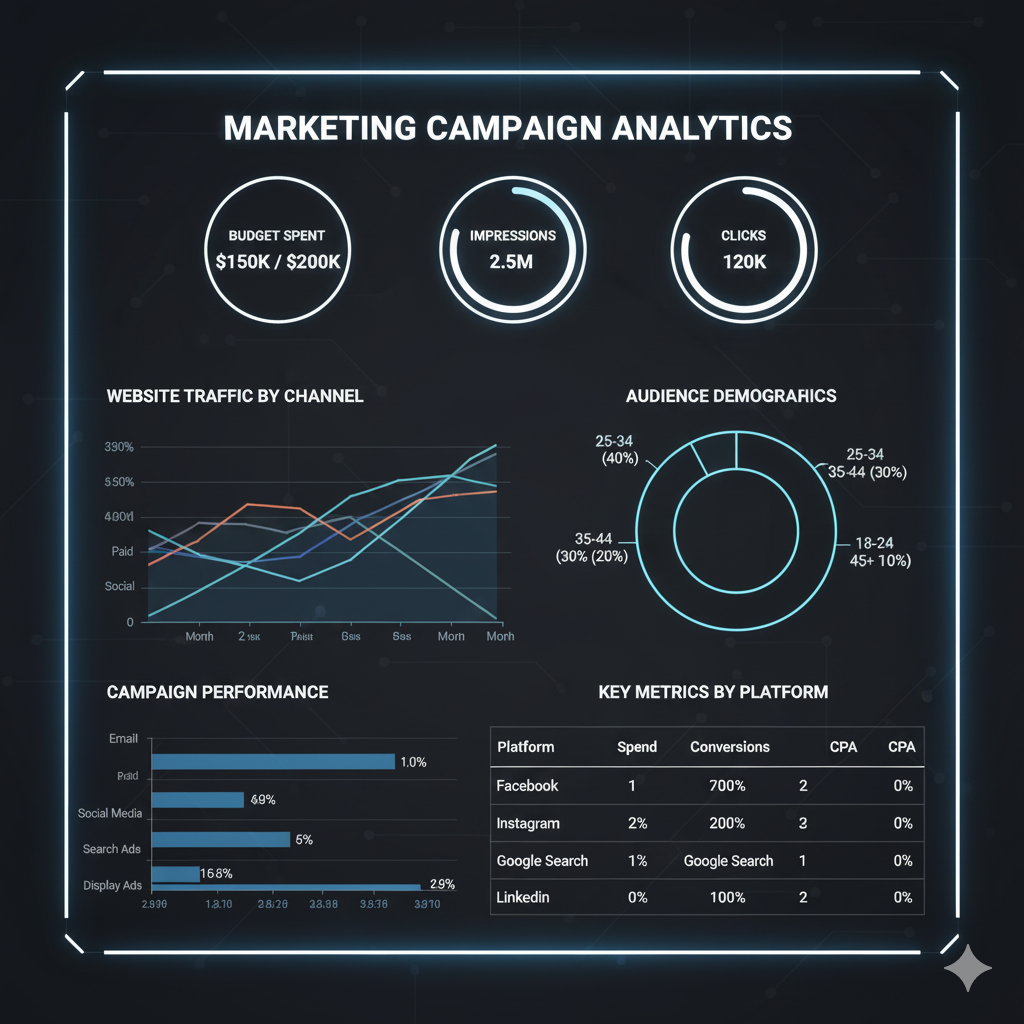 MARKETING CAMPAIGN ANALYTICS
BUDGET SPENT
$150K / $200K
IMPRESSIONS
2.5M
CLICKS
120K
WEBSITE TRAFFIC BY CHANNEL
Paid
Social
0
Month
2
Morh
Morh
AUDIENCE DEMOGRAHICS
25-34
(40%)
25-34
35-44 (30%)
35-44
(30% (20%)
18-24
45+ 10%)
CAMPAIGN PERFORMANCE
Email
1.0%
Social Media
Search Ads
5%
168%
Display Ads
2.9%
KEY METRICS BY PLATFORM
Platform Spend Conversions CPA CPA
Facebook 1 700% 2 0%
Instagram 2% 200% 3 0%
Google Search 1% Google Search 1 0%
Linkedin 0% 100% 2 0%